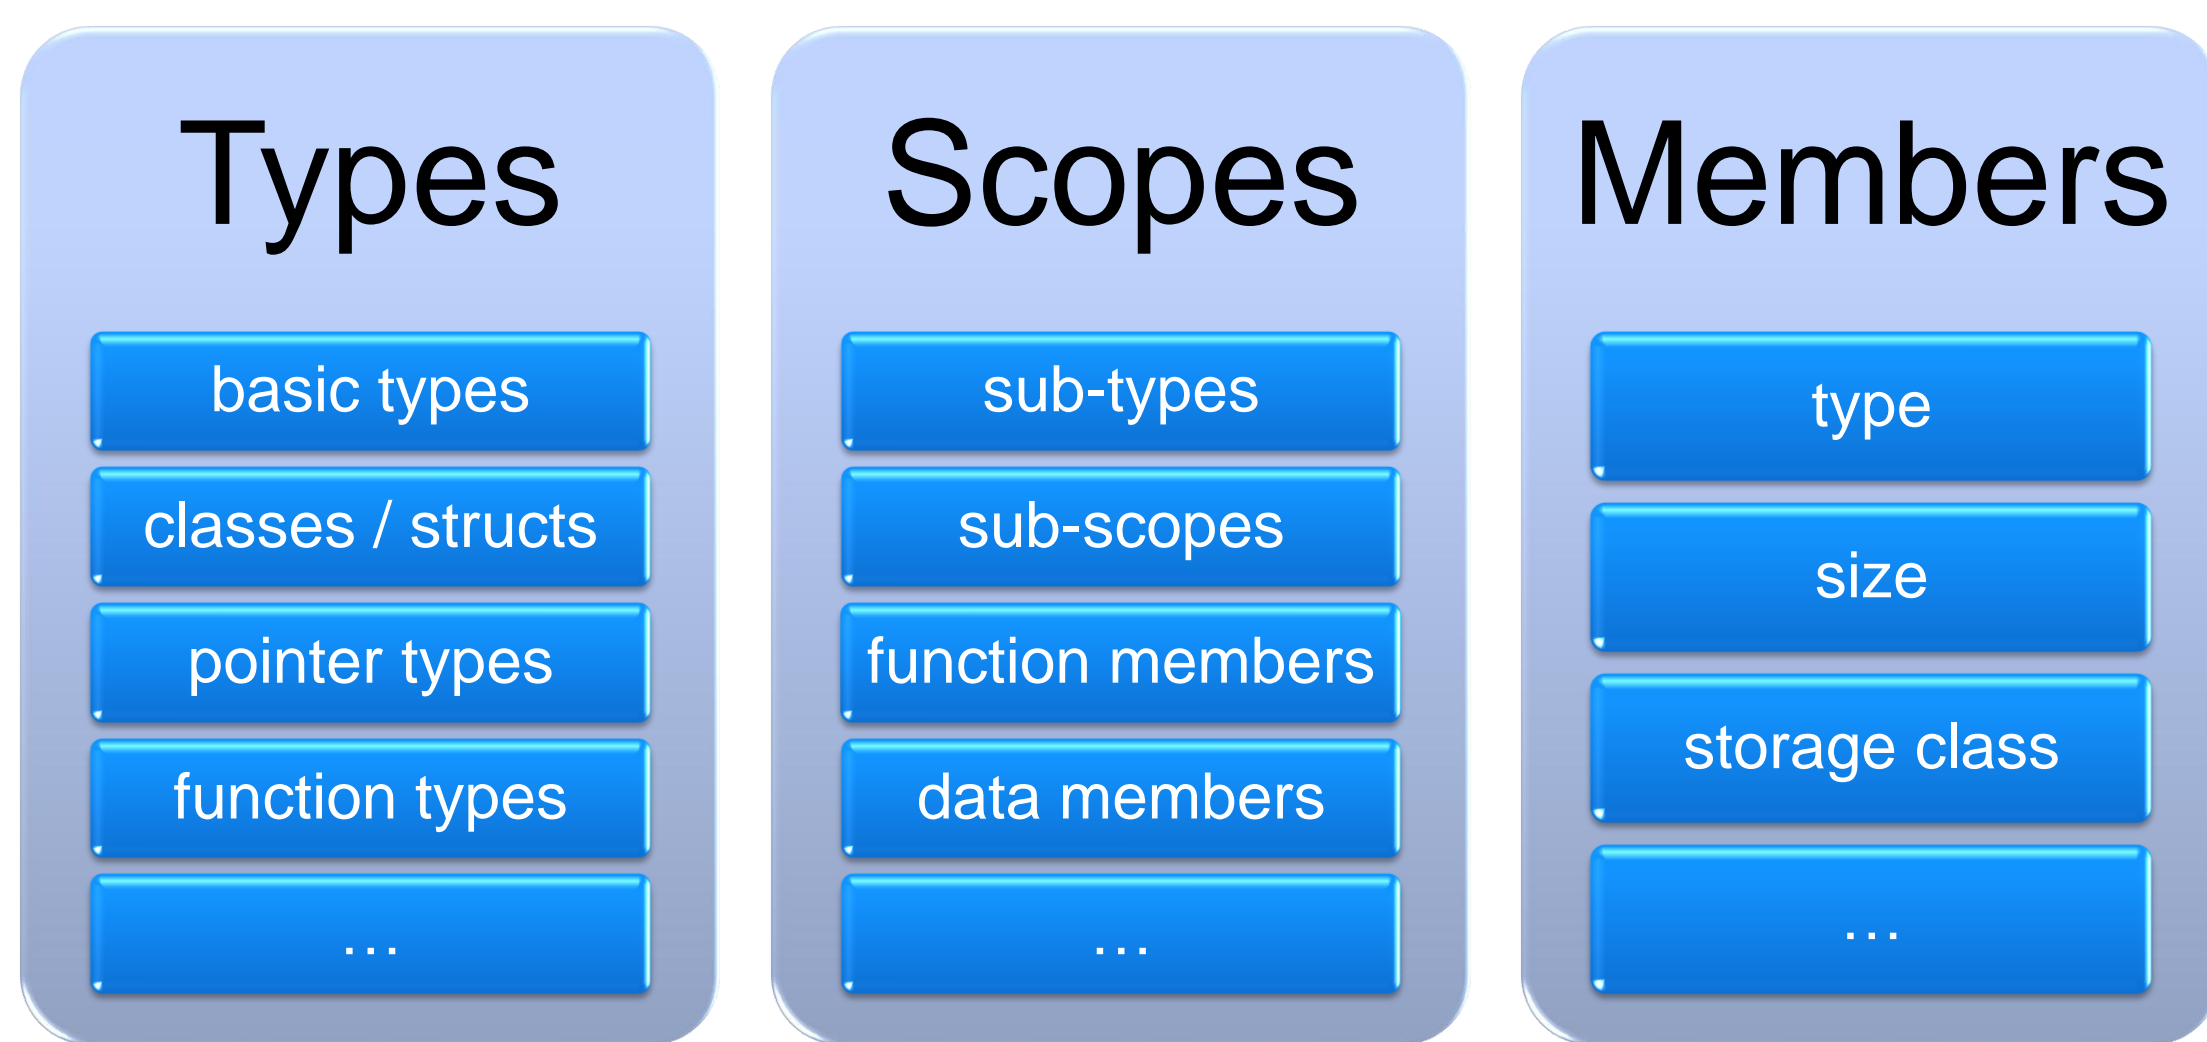 Types
basic types
classes / structs
pointer types
function types
…
Scopes
sub-types
sub-scopes
function members
data members
…
Members
type
size
storage class
…